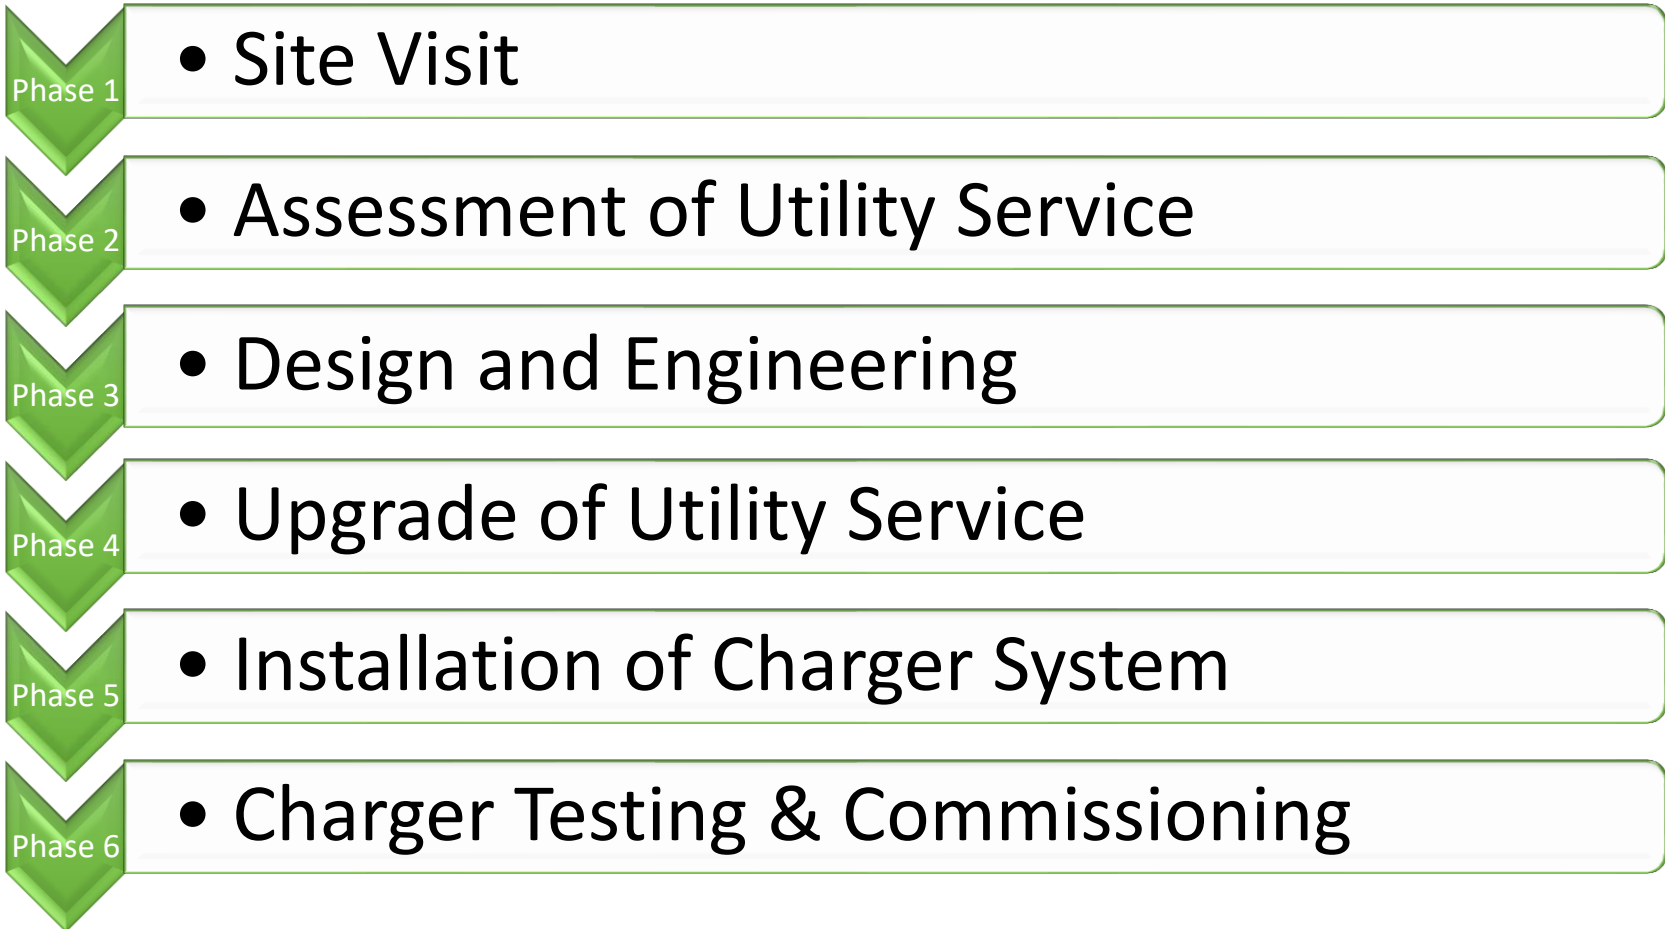 Phase 1
• Site Visit
Phase 2
• Assessment of Utility Service
Phase 3
• Design and Engineering
Phase 4
• Upgrade of Utility Service
Phase 5
• Installation of Charger System
Phase 6
• Charger Testing & Commissioning